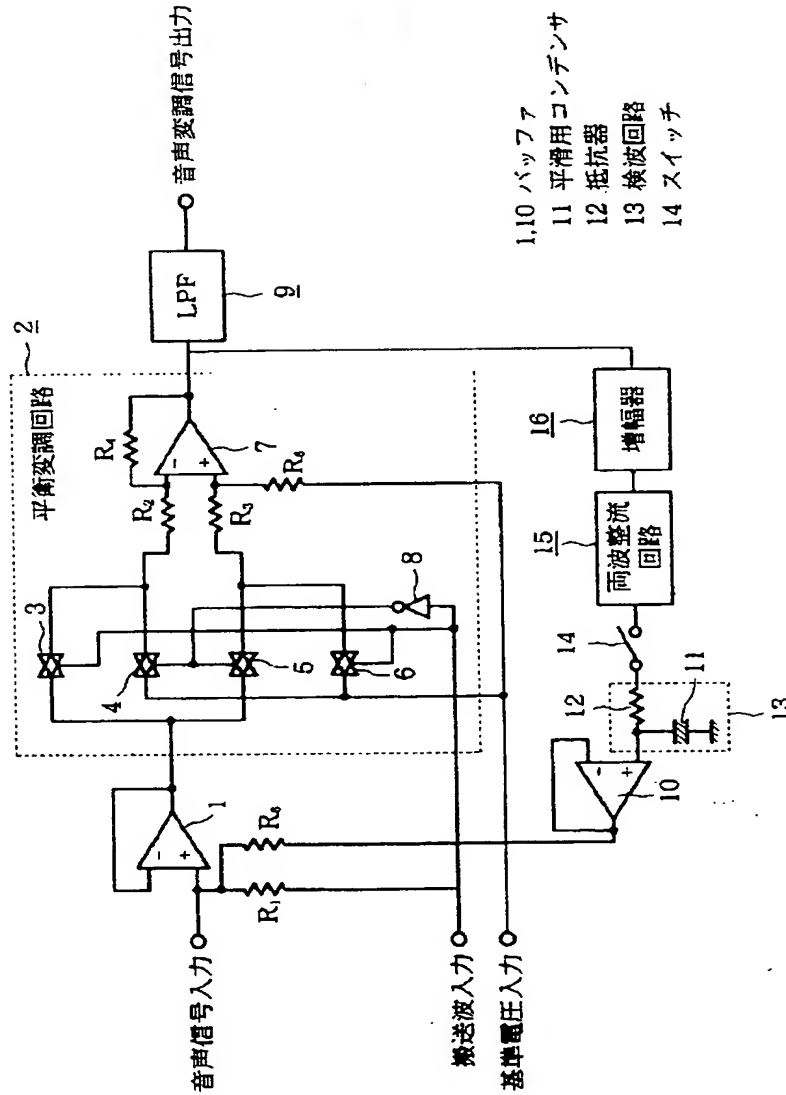 音声信号入力
搬送波入力
基準電圧入力
1
R₁
R₆
平衡変調回路
2
3
4
5
6
8
R₂
R₃
R₄
7
R₈
LPF
9
音声変調信号出力
増幅器
16
両波整流
回路
15
14
12
11
13
10
1,10 バッファ
11 平滑用コンデンサ
12 抵抗器
13 検波回路
14 スイッチ